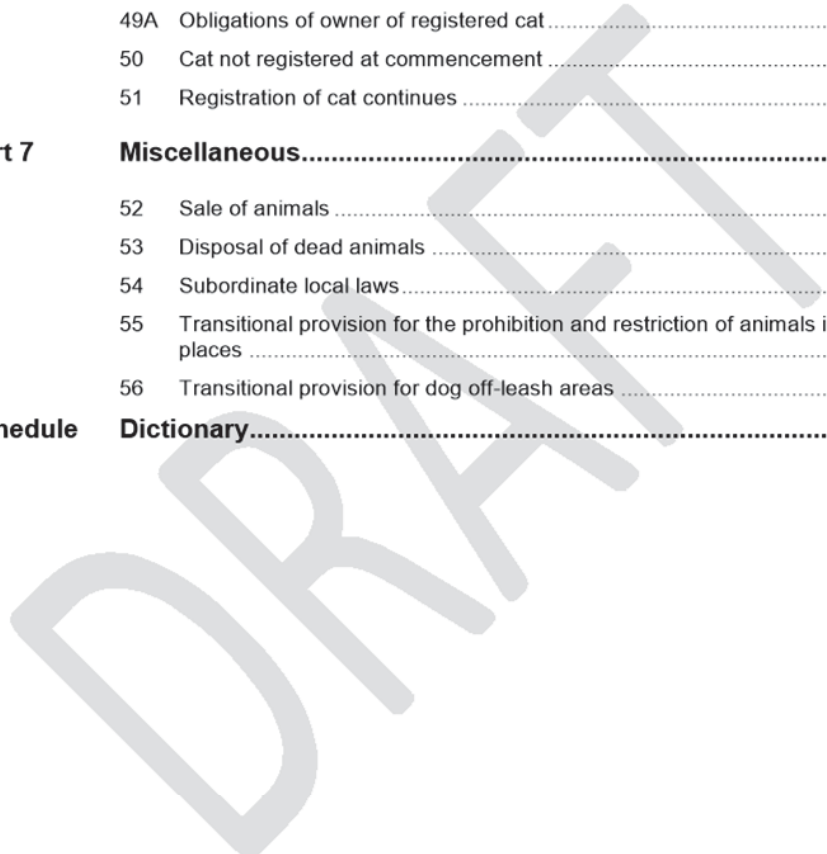 49A Obligations of owner of registered cat ........................................................
50 Cat not registered at commencement ........................................................
51 Registration of cat continues ........................................................
rt 7 Miscellaneous........................................................
52 Sale of animals ........................................................
53 Disposal of dead animals ........................................................
54 Subordinate local laws ........................................................
55 Transitional provision for the prohibition and restriction of animals i
places ........................................................
56 Transitional provision for dog off-leash areas ........................................................
hedule Dictionary........................................................
DRAFT